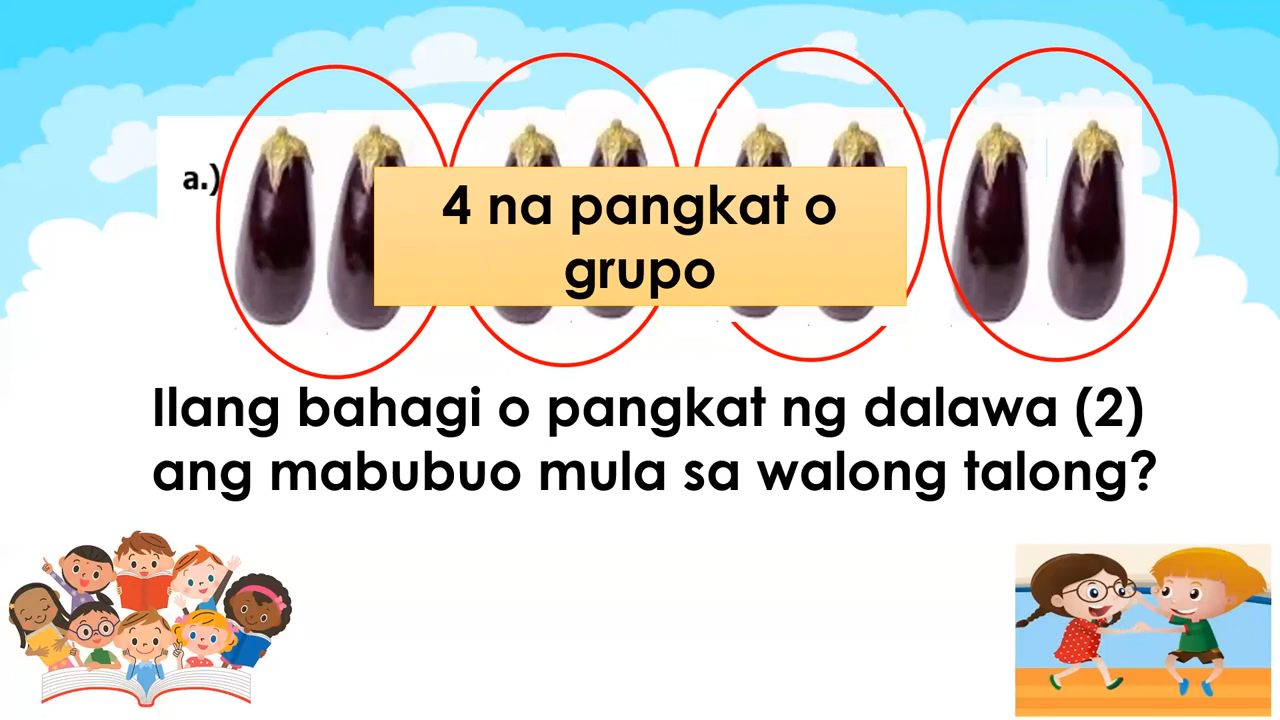 a.)
4 na pangkat o
grupo
Ilang bahagi o pangkat ng dalawa (2)
ang mabubuo mula sa walong talong?